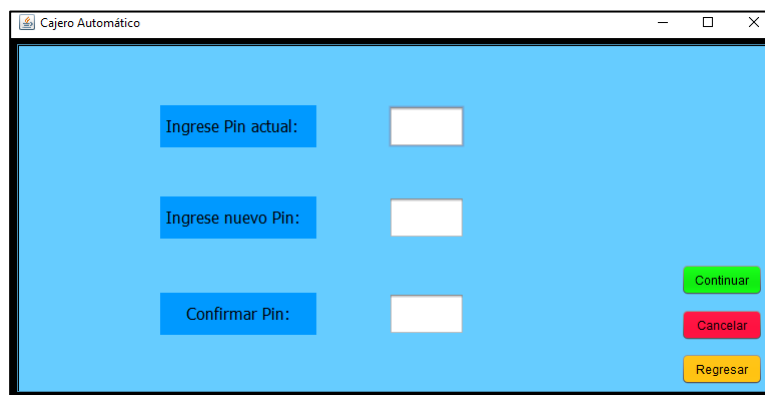 Cajero Automático
Ingrese Pin actual:
Ingrese nuevo Pin:
Confirmar Pin:
Continuar
Cancelar
Regresar